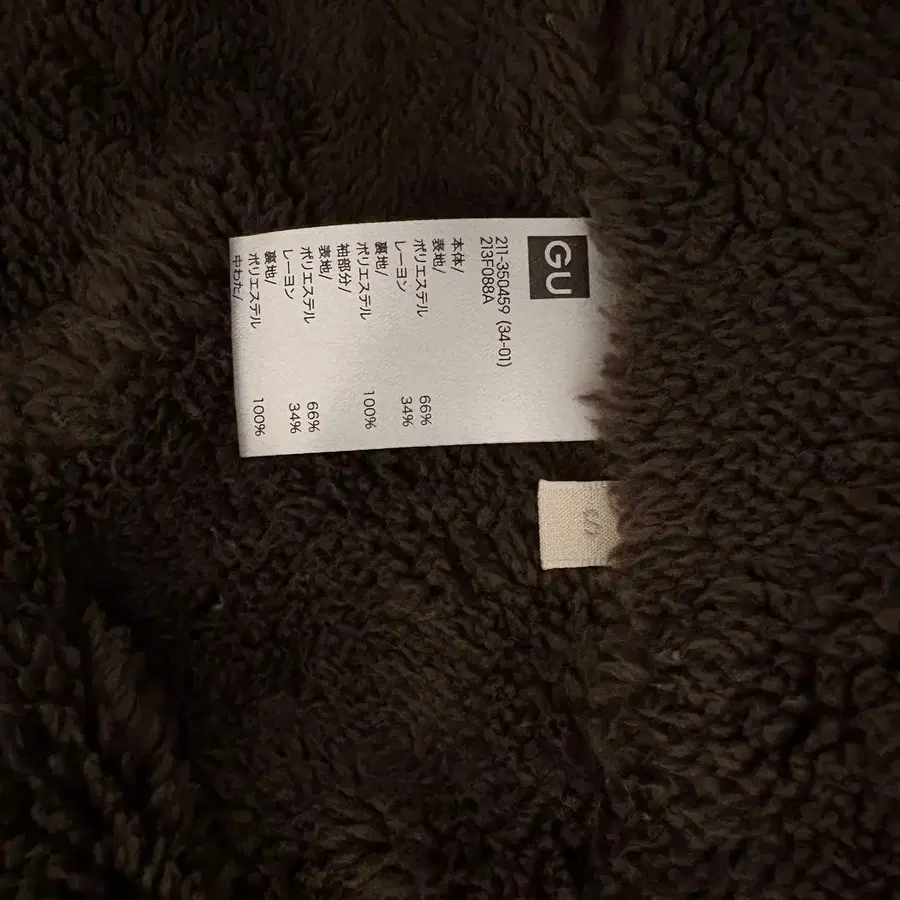 GU
211-350459 (34-01)
213F088A
本体/
表地/
ポリエステル 66%
レーヨン 34%
裏地/
ポリエステル 100%
袖部分/
表地/
ポリエステル 66%
レーヨン 34%
裏地/
ポリエステル 100%
中わた/